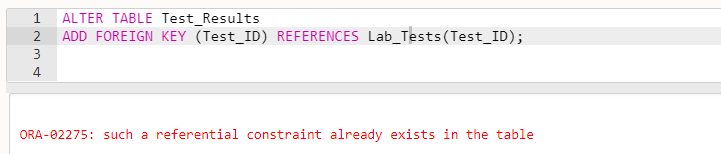 1 ALTER TABLE Test_Results
2 ADD FOREIGN KEY (Test_ID) REFERENCES Lab_Tests(Test_ID);
3
4
ORA-02275: such a referential constraint already exists in the table